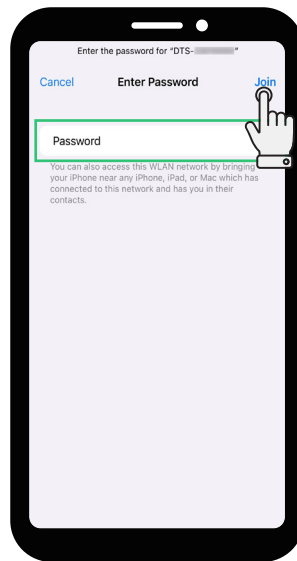 Enter the password for "DTS-
Cancel Enter Password Join
Password
You can also access this WLAN network by bringing
your iPhone near any iPhone, iPad, or Mac which has
connected to this network and has you in their
contacts.